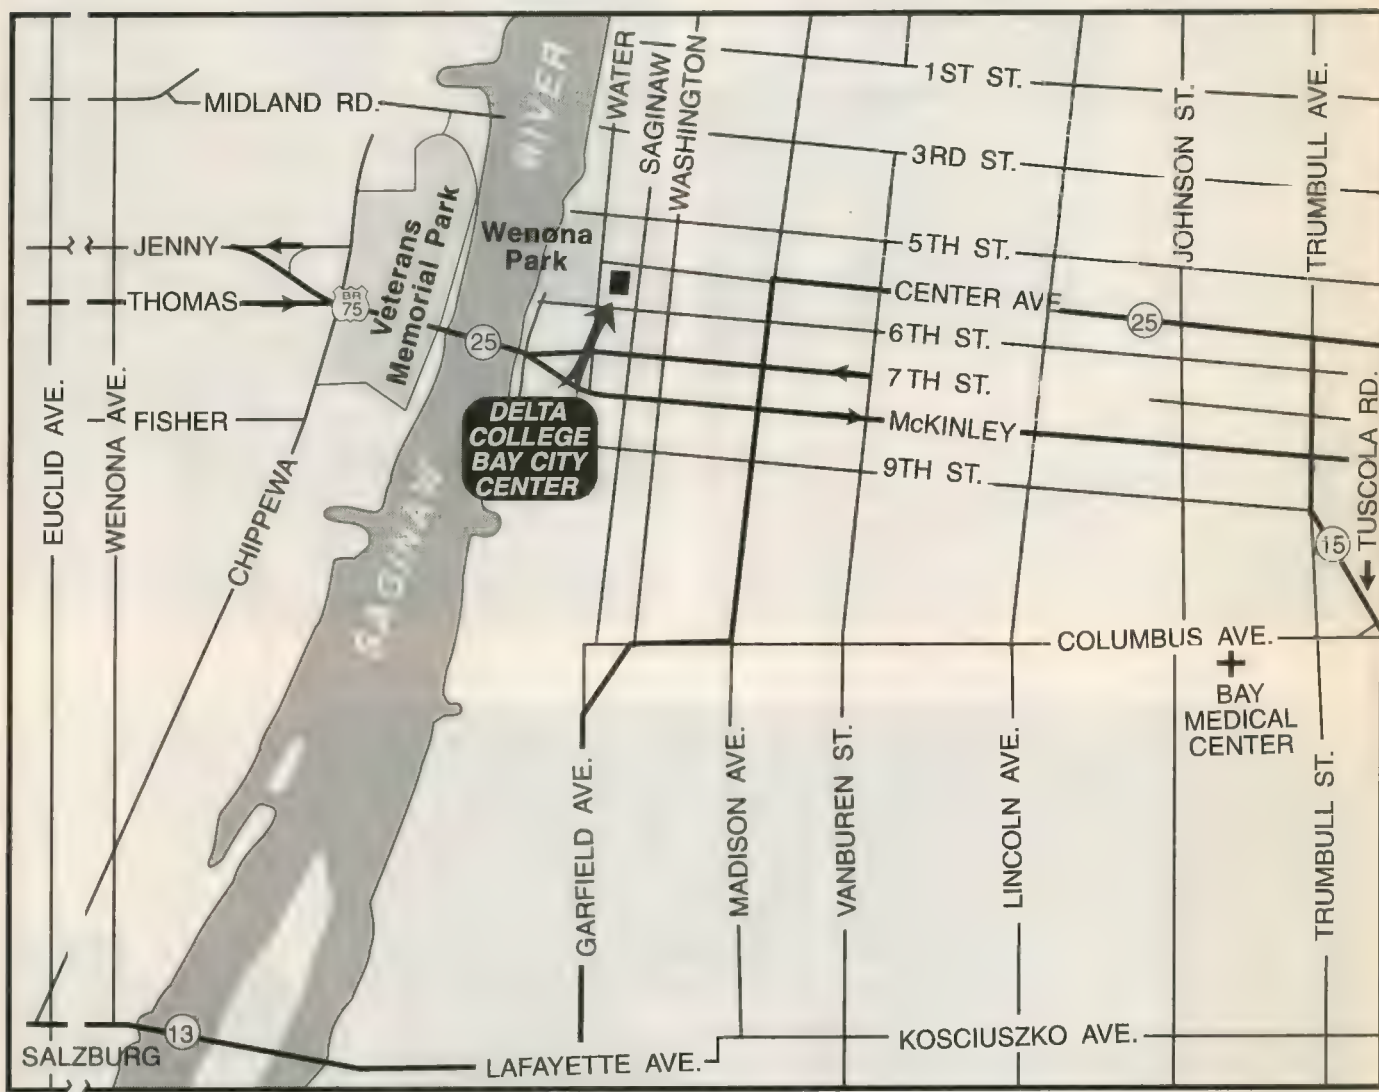 WATER
SAGINAW
WASHINGTON
RIVER
1ST ST.
MIDLAND RD.
3RD ST.
JOHNSON ST.
TRUMBULL AVE.
Veterans
Memorial Park
Wenona
Park
JENNY
5TH ST.
THOMAS
BR
75
CENTER AVE
25
25
6TH ST.
7TH ST.
EUCLID AVE.
WENONA AVE.
FISHER
DELTA
COLLEGE
BAY CITY
CENTER
McKINLEY
9TH ST.
TUSCOLA RD.
CHIPPEWA
SAGINAW
15
COLUMBUS AVE.
BAY
MEDICAL
CENTER
GARFIELD AVE.
MADISON AVE.
VANBUREN ST.
LINCOLN AVE.
TRUMBULL ST.
13
SALZBURG
LAFAYETTE AVE.
KOSCIUSZKO AVE.